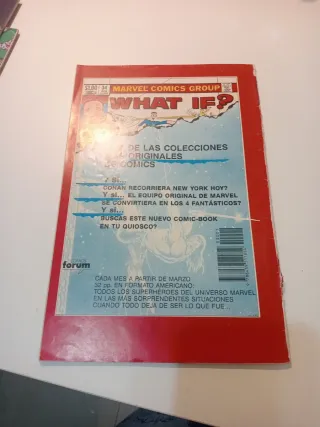 MARVEL COMICS GROUP
WHAT IF?
DE LAS COLECCIONES
ORIGINALES
COMICS
Y si...
CONAN RECORRIERA NEW YORK HOY?
Y si... EL EQUIPO ORIGINAL DE MARVEL
SE CONVIRTIERA EN LOS 4 FANTÁSTICOS?
Y si...
BUSCAS ESTE NUEVO COMIC-BOOK
EN TU QUIOSCO?
forum
CADA MES A PARTIR DE MARZO
32 pp. EN FORMATO AMERICANO:
TODOS LOS SUPERHÉROES DEL UNIVERSO MARVEL
EN LAS MAS SORPRENDENTES SITUACIONES
CUANDO TODO DEJA DE SER LO QUE FUE...